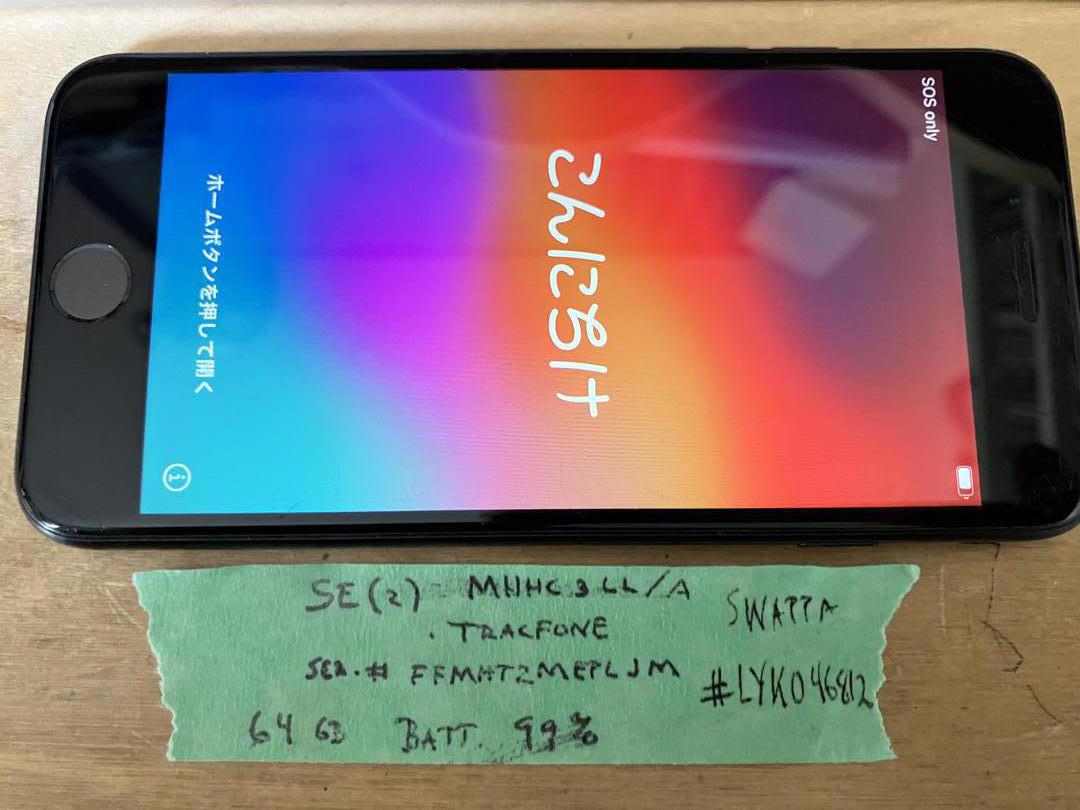 SOS only
こんにちは
ホームボタンを押して開く
SE(2) MHHC3LL/A
TRACFONE
SER.# FFMHT2MEPLJM
64 GB BATT. 99%
SWAPPA
#LYKO46812